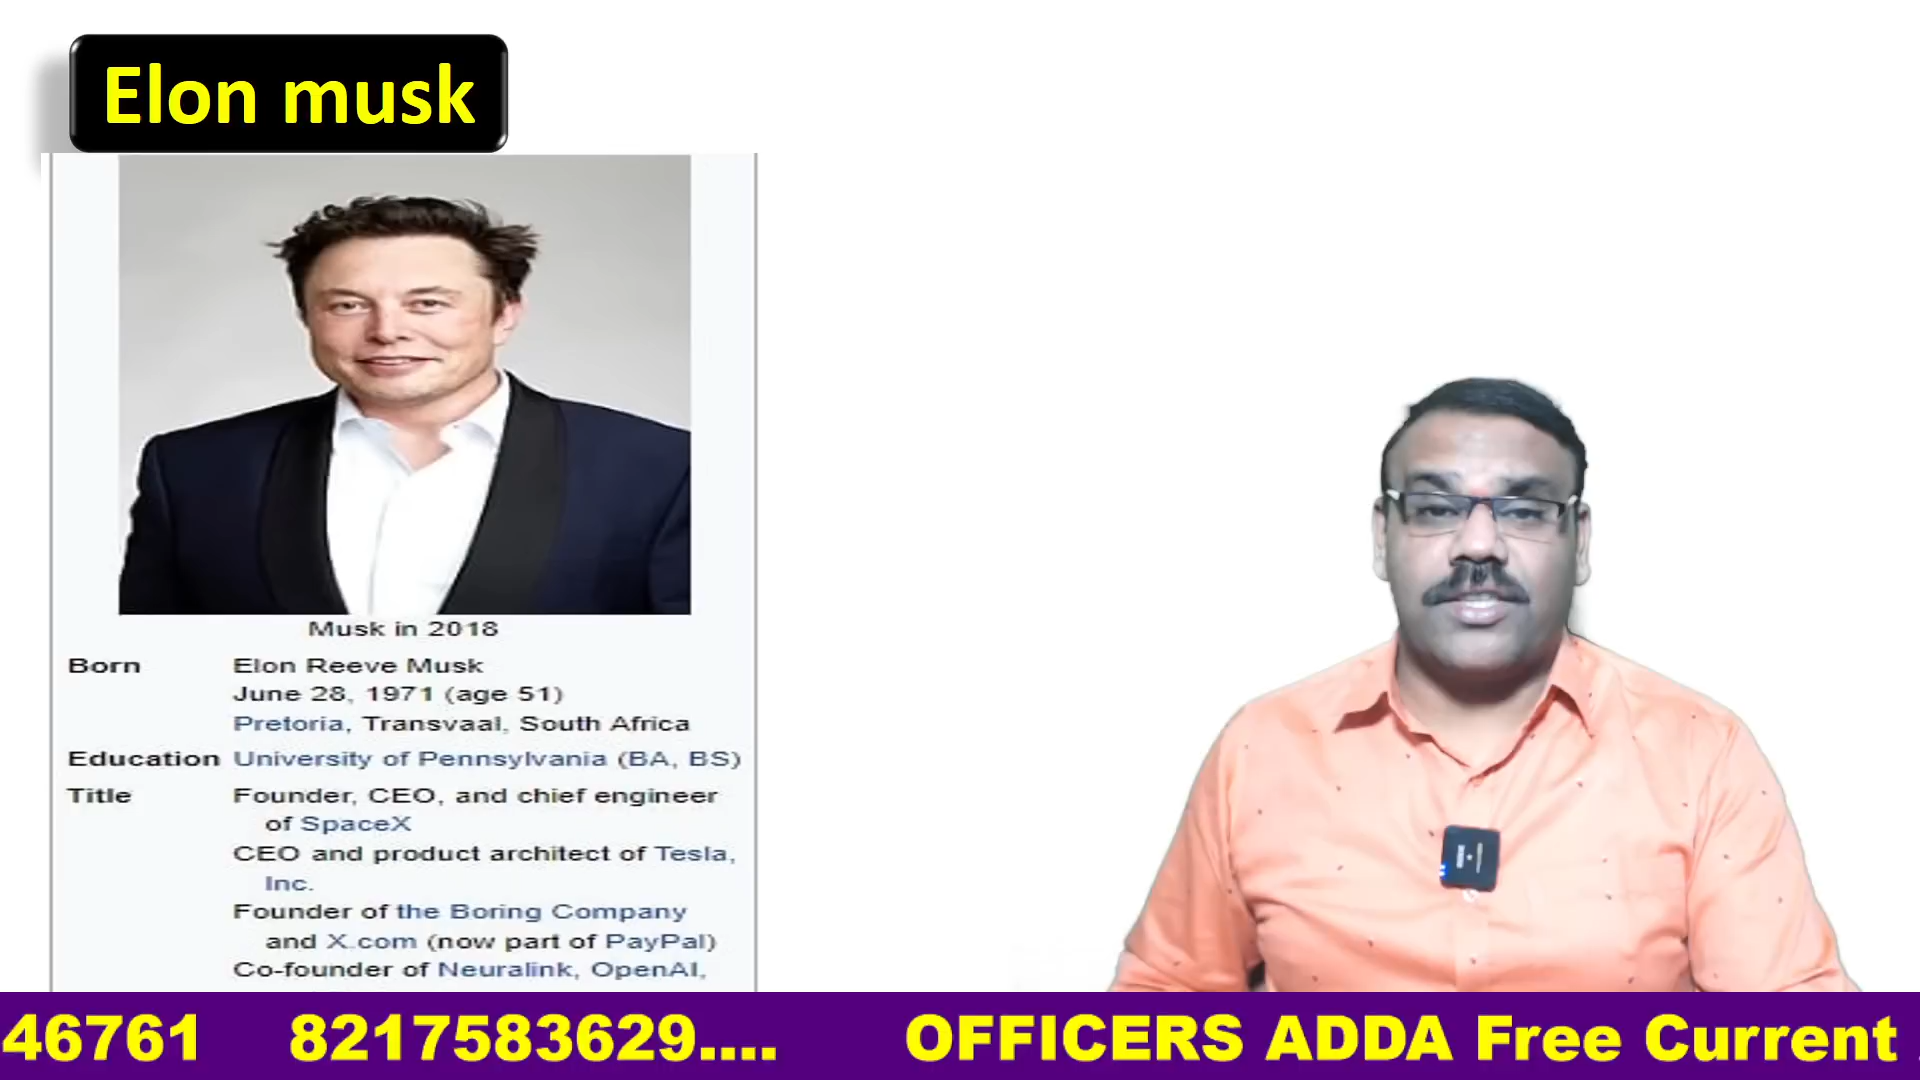 Elon musk
Musk in 2018
Born Elon Reeve Musk
June 28, 1971 (age 51)
Pretoria, Transvaal, South Africa
Education University of Pennsylvania (BA, BS)
Title Founder, CEO, and chief engineer
of SpaceX
CEO and product architect of Tesla,
Inc.
Founder of the Boring Company
and X.com (now part of PayPal)
Co-founder of Neuralink, OpenAI,
46761 8217583629.... OFFICERS ADDA Free Current